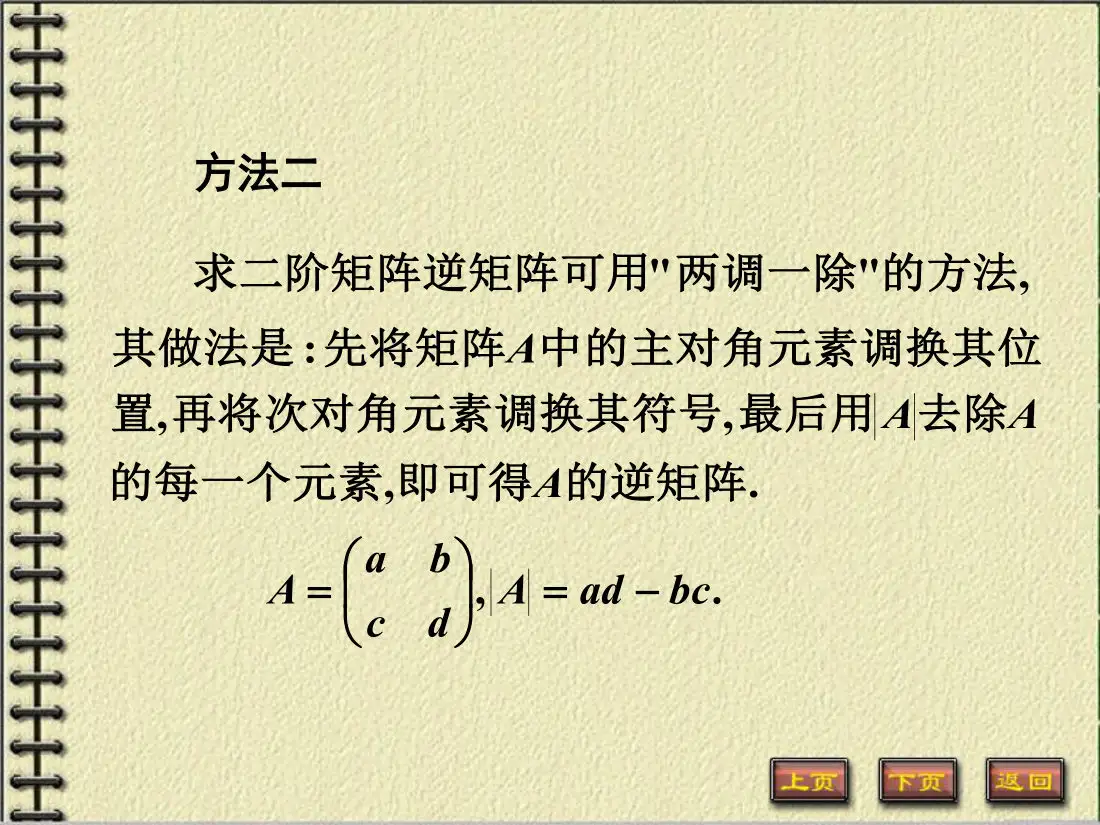 方法二
求二阶矩阵逆矩阵可用"两调一除"的方法,
其做法是:先将矩阵A中的主对角元素调换其位
置,再将次对角元素调换其符号,最后用|A|去除A
的每一个元素,即可得A的逆矩阵.
A = (a b
c d), |A| = ad − bc.
上页 下页 返回